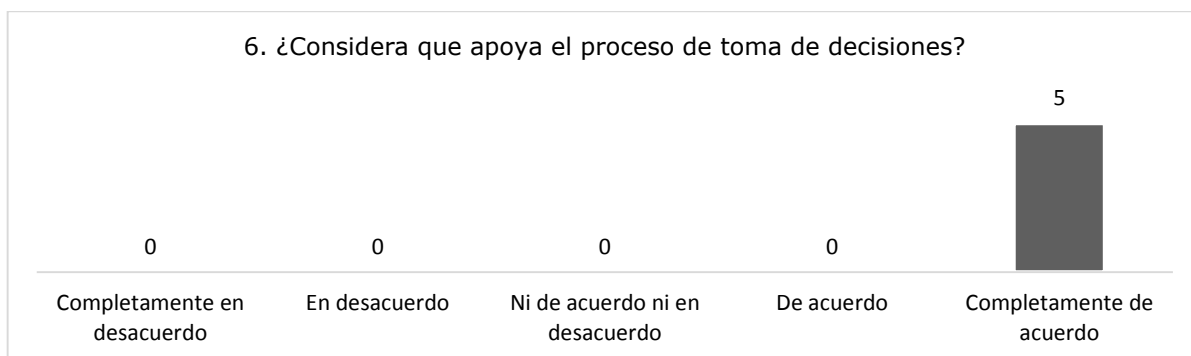 6. ¿Considera que apoya el proceso de toma de decisiones?
5
0
0
0
0
Completamente en
desacuerdo
En desacuerdo
Ni de acuerdo ni en
desacuerdo
De acuerdo
Completamente de
acuerdo